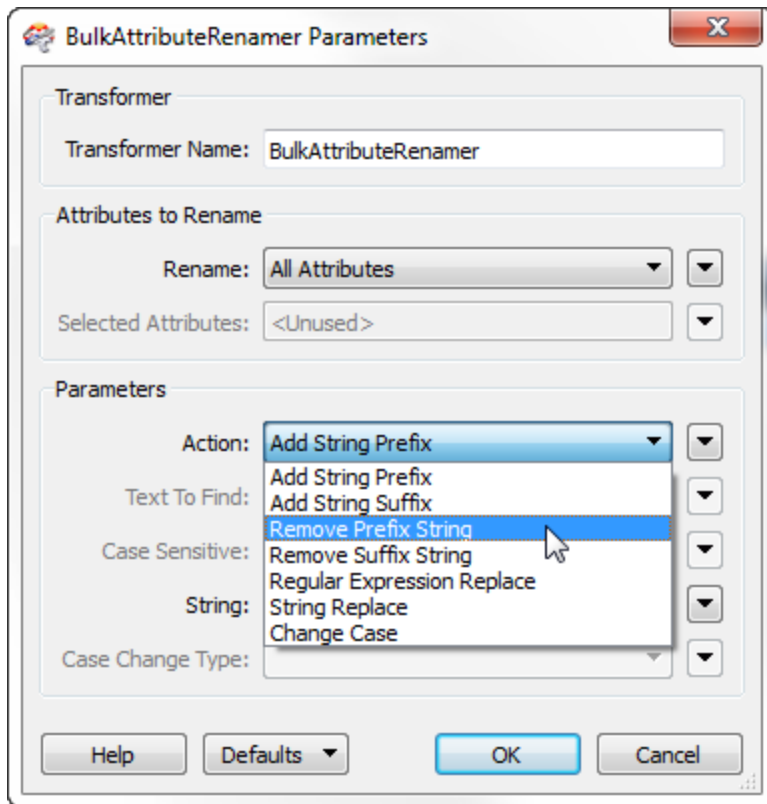 BulkAttributeRenamer Parameters
Transformer
Transformer Name: BulkAttributeRenamer
Attributes to Rename
Rename: All Attributes
Selected Attributes: <Unused>
Parameters
Action: Add String Prefix
Add String Prefix
Text To Find:
Add String Suffix
Remove Prefix String
Case Sensitive:
Remove Suffix String
Regular Expression Replace
String: String Replace
Change Case
Case Change Type:
Help Defaults OK Cancel